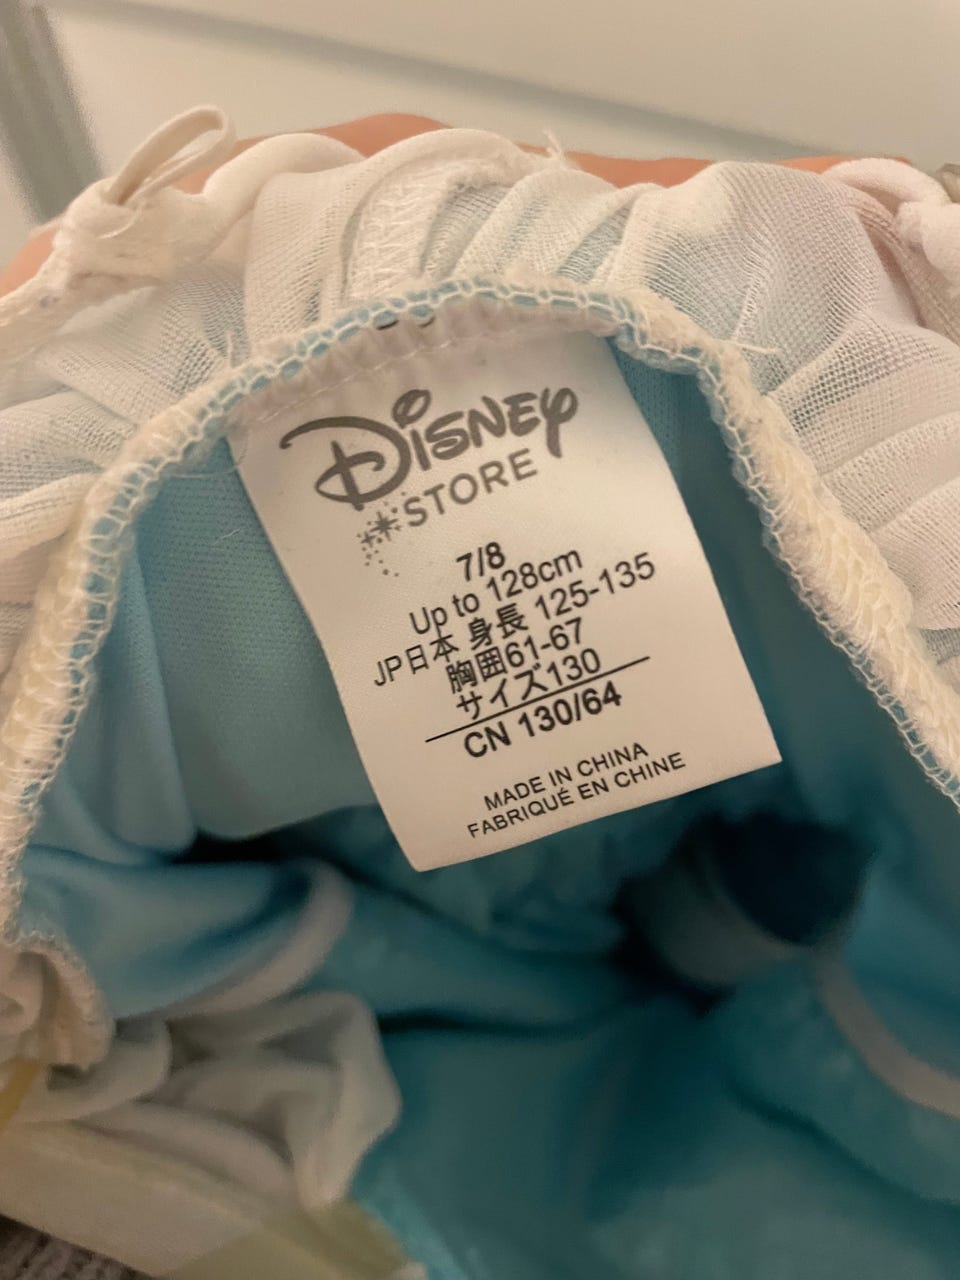 Disney
STORE
7/8
Up to 128cm
JP日本 身長 125-135
胸囲61-67
サイズ130
CN 130/64
MADE IN CHINA
FABRIQUÉ EN CHINE